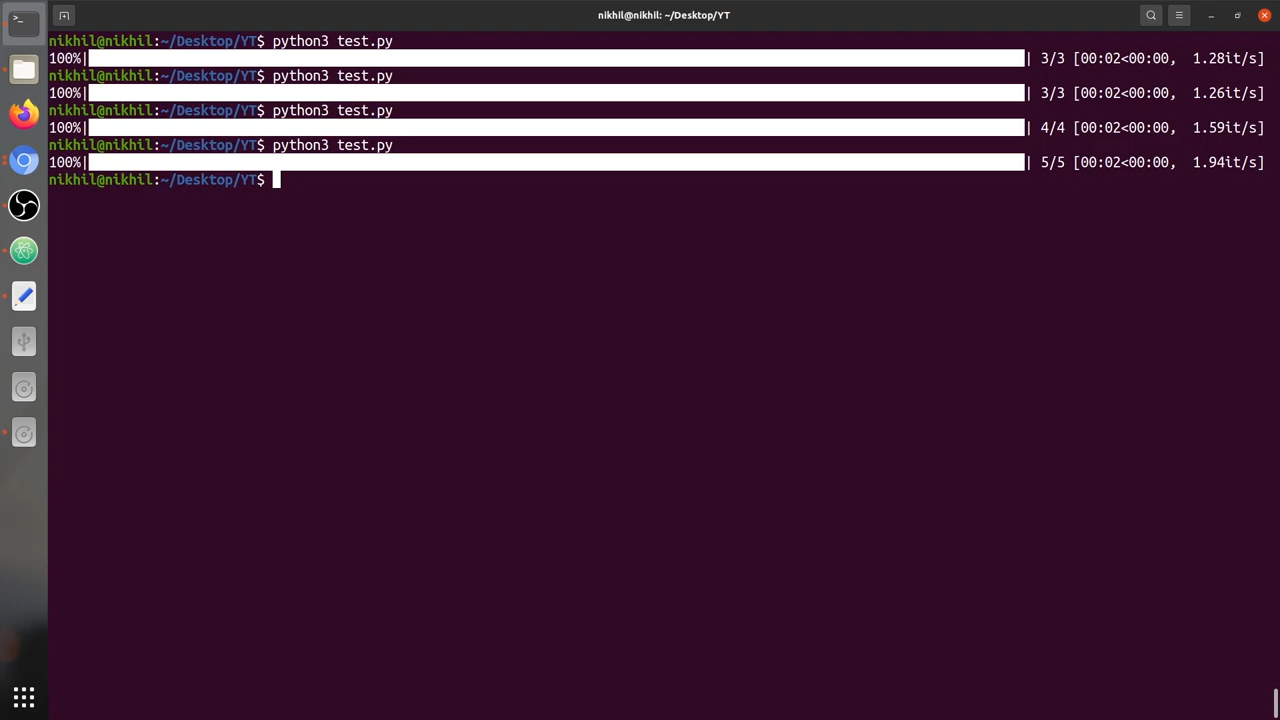 nikhil@nikhil: ~/Desktop/YT
nikhil@nikhil:~/Desktop/YT$ python3 test.py
100%|██████████| 3/3 [00:02<00:00,  1.28it/s]
nikhil@nikhil:~/Desktop/YT$ python3 test.py
100%|██████████| 3/3 [00:02<00:00,  1.26it/s]
nikhil@nikhil:~/Desktop/YT$ python3 test.py
100%|██████████| 4/4 [00:02<00:00,  1.59it/s]
nikhil@nikhil:~/Desktop/YT$ python3 test.py
100%|██████████| 5/5 [00:02<00:00,  1.94it/s]
nikhil@nikhil:~/Desktop/YT$